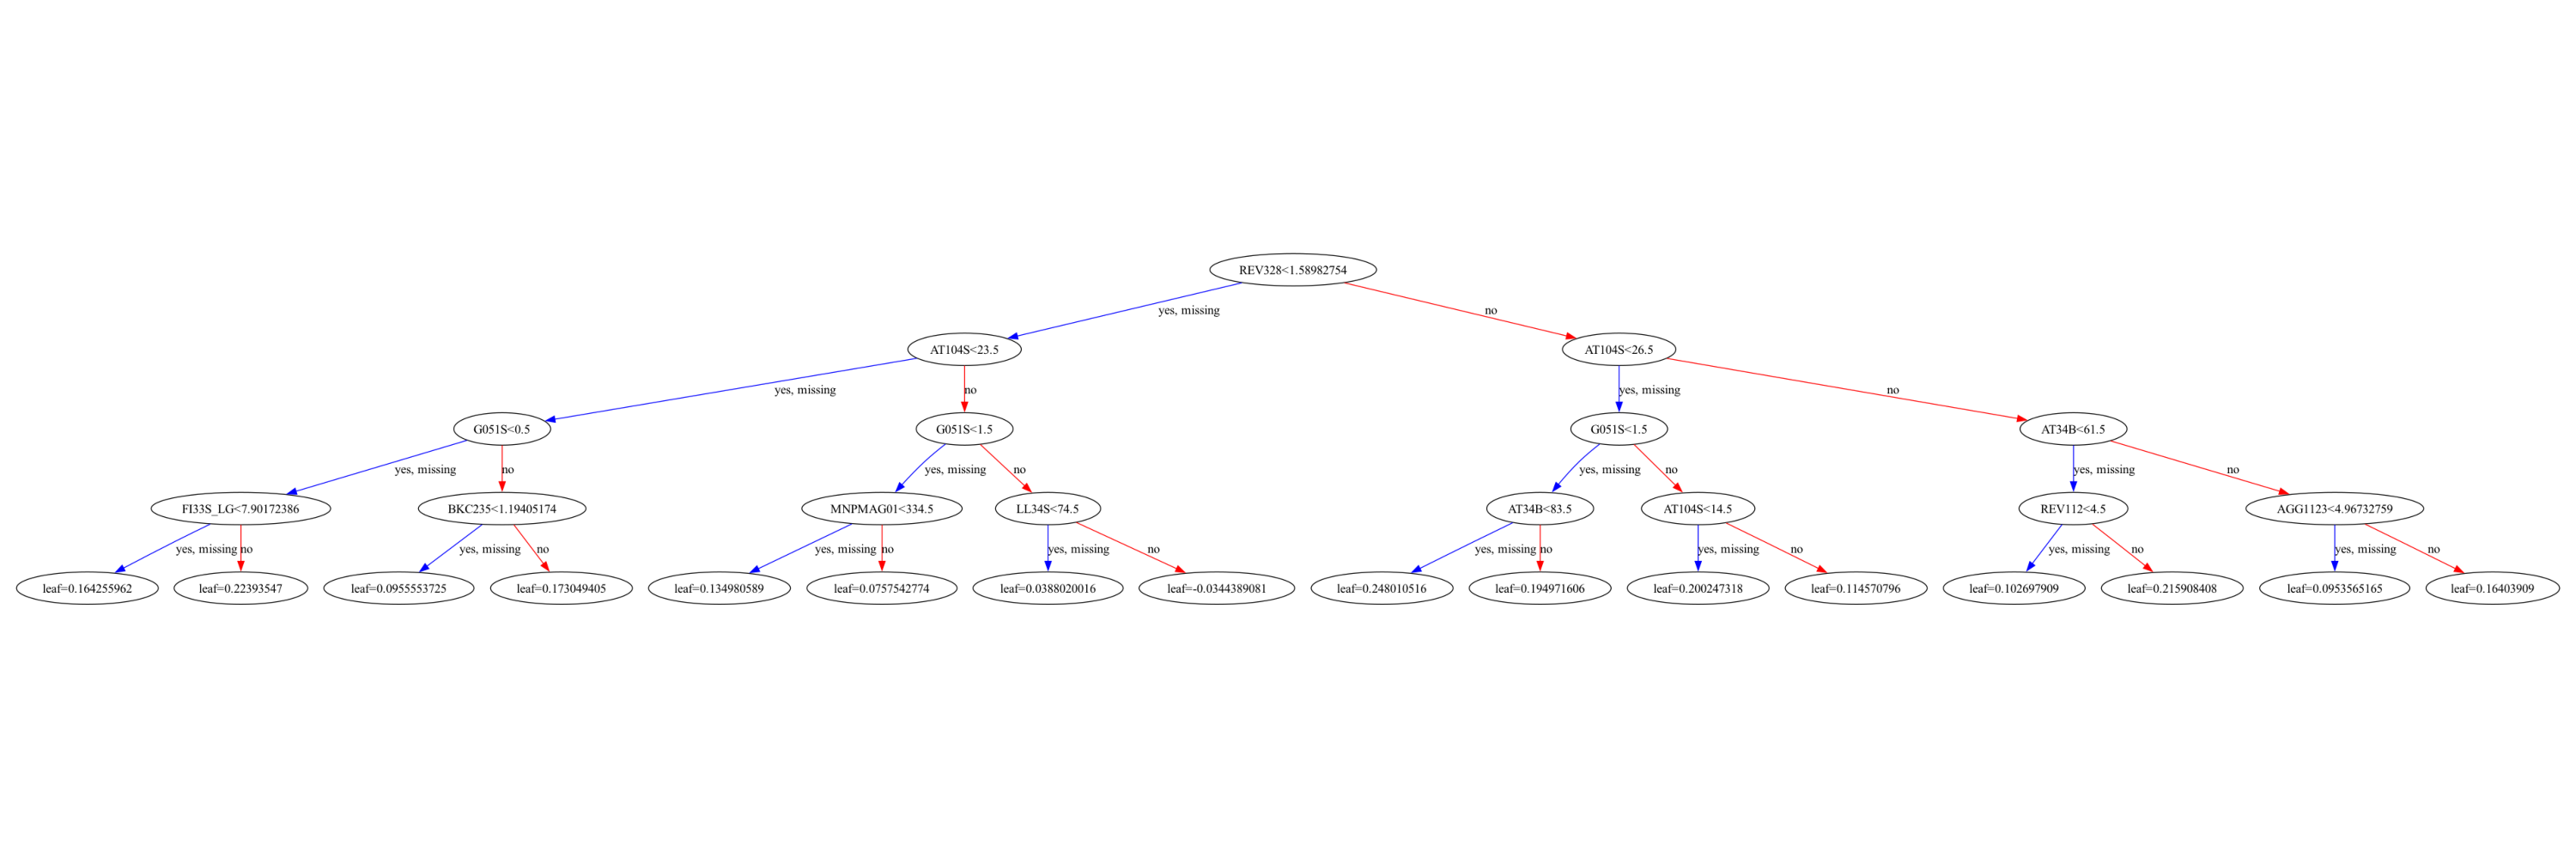 REV328<1.58982754
yes, missing
no
AT104S<23.5
AT104S<26.5
yes, missing
no
yes, missing
no
G051S<0.5
G051S<1.5
G051S<1.5
AT34B<61.5
yes, missing
no
yes, missing
no
yes, missing
no
yes, missing
no
FI33S_LG<7.90172386
BKC235<1.19405174
MNPMAG01<334.5
LL34S<74.5
AT34B<83.5
AT104S<14.5
REV112<4.5
AGG1123<4.96732759
yes, missing
no
yes, missing
no
yes, missing
no
yes, missing
no
yes, missing
no
yes, missing
no
yes, missing
no
yes, missing
no
leaf=0.164255962
leaf=0.22393547
leaf=0.0955553725
leaf=0.173049405
leaf=0.134980589
leaf=0.0757542774
leaf=0.0388020016
leaf=-0.0344389081
leaf=0.248010516
leaf=0.194971606
leaf=0.200247318
leaf=0.114570796
leaf=0.102697909
leaf=0.215908408
leaf=0.0953565165
leaf=0.16403909